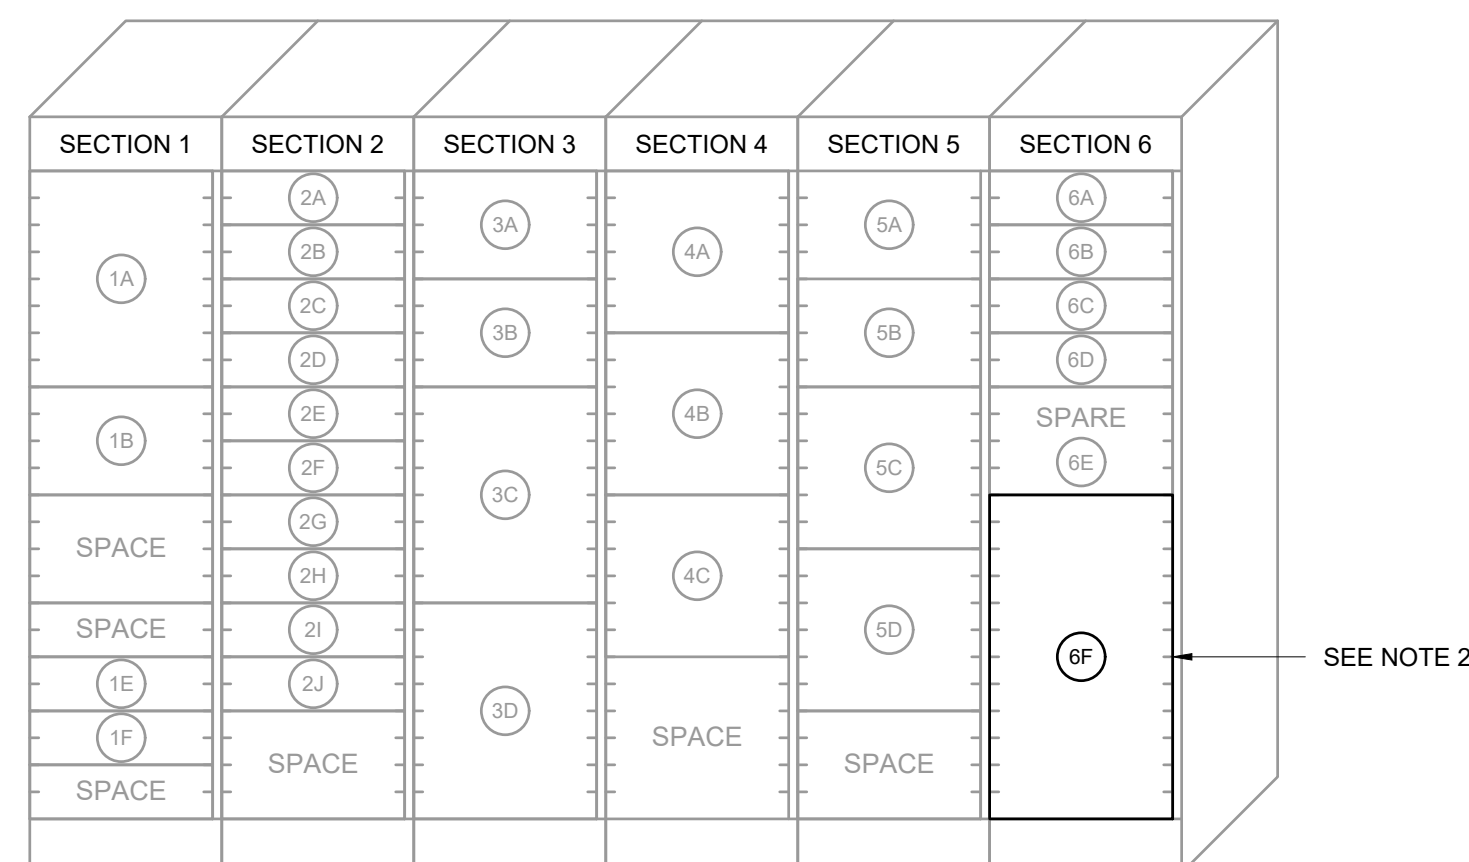 SECTION 1
SECTION 2
SECTION 3
SECTION 4
SECTION 5
SECTION 6
1A
1B
SPACE
SPACE
1E
1F
SPACE
2A
2B
2C
2D
2E
2F
2G
2H
2I
2J
SPACE
3A
3B
3C
3D
4A
4B
4C
SPACE
5A
5B
5C
5D
SPACE
6A
6B
6C
6D
SPARE
6E
6F
SEE NOTE 2